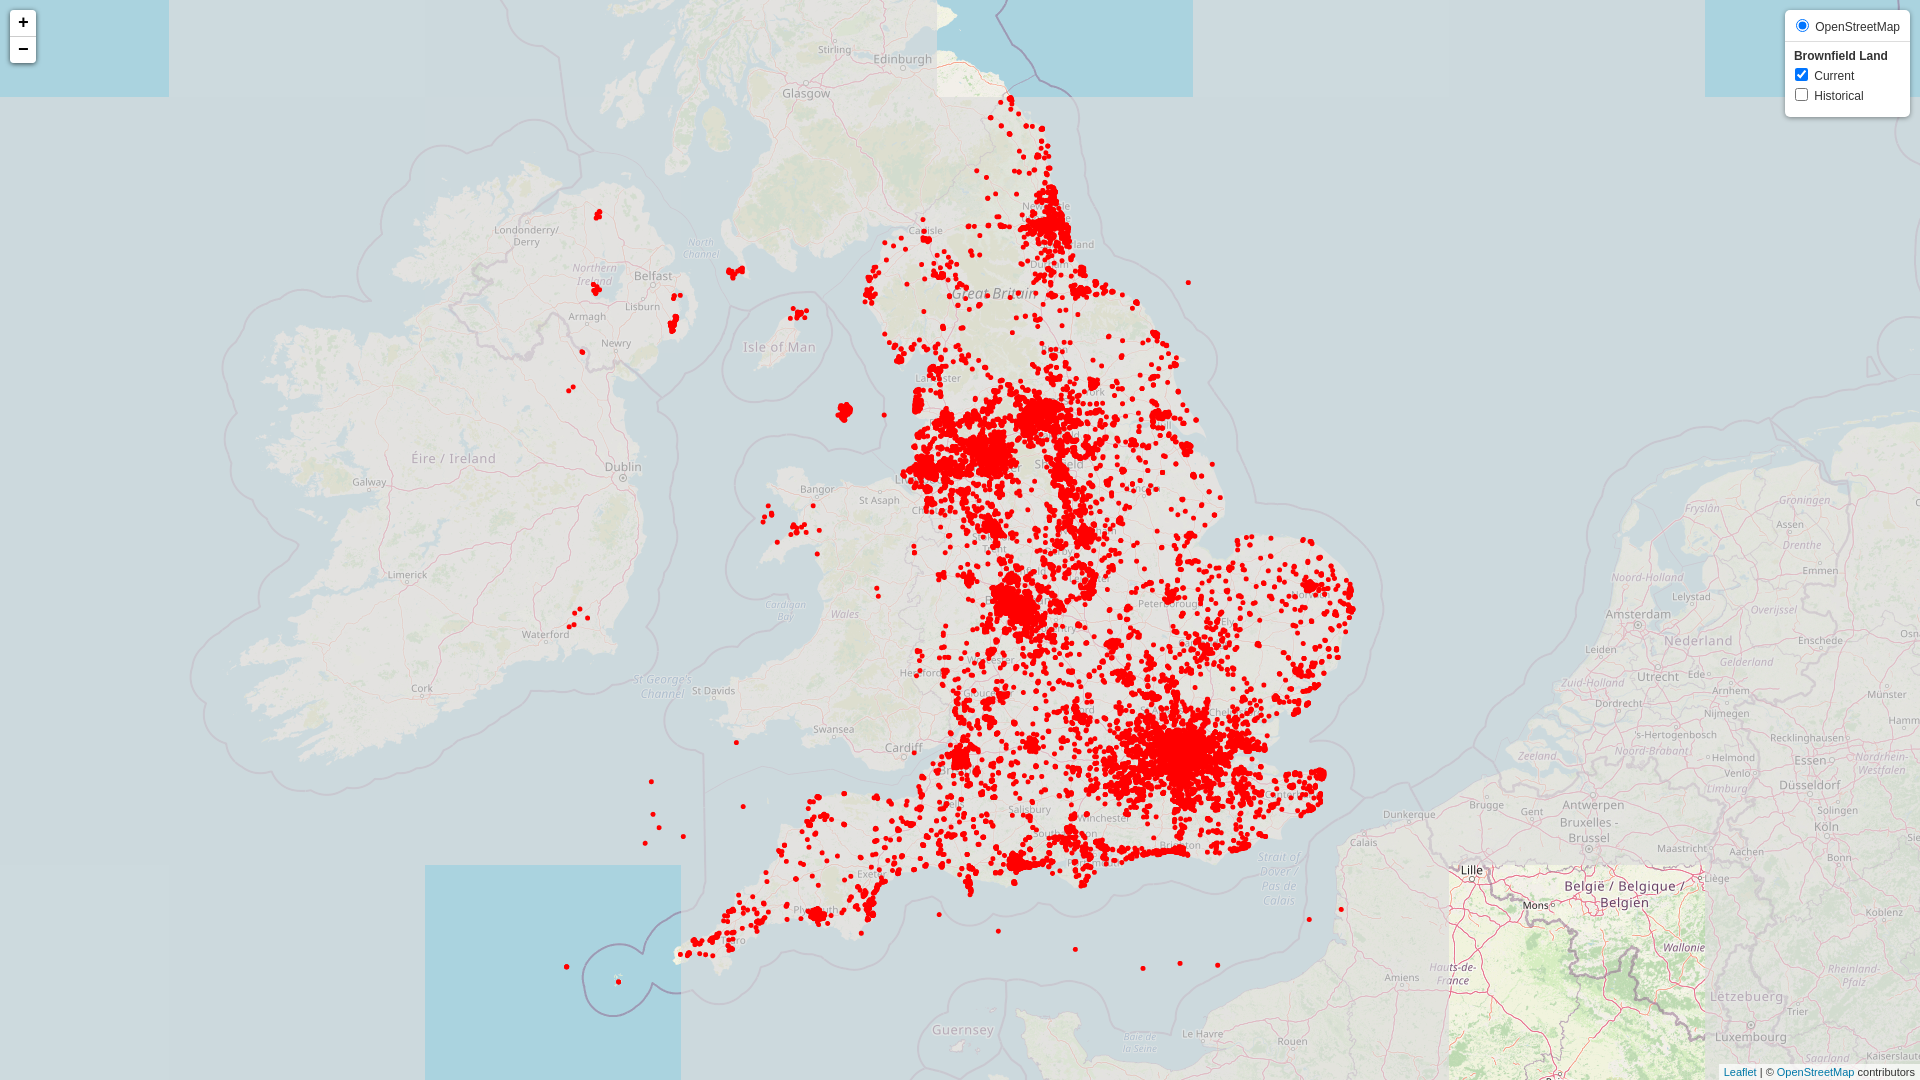 +
−
OpenStreetMap
Brownfield Land
Current
Historical
Stirling
Edinburgh
Glasgow
Londonderry/
Derry
North
Channel
Carlisle
Northern
Ireland
Belfast
Lisburn
Great Britain
Armagh
Newry
Isle of Man
Éire / Ireland
Dublin
Galway
Bangor
St Asaph
Limerick
Waterford
Cork
Cardigan
Bay
Wales
St George's
Channel
St Davids
Swansea
Cardiff
Salisbury
Winchester
Guernsey
Strait of
Dover /
Pas de
Calais
Dunkerque
Calais
Baie de
la Seine
Le Havre
Rouen
Amiens
Hauts-de-
France
Lille
Mons
België / Belgique /
Belgien
Wallonie
Liège
Brugge
Gent
Antwerpen
Bruxelles -
Brussel
Maastricht
Aachen
Köln
Bonn
Koblenz
Solingen
Düsseldorf
Essen
Recklinghausen
Nordrhein-
Westfalen
Venlo
Limburg
Helmond
Noord-Brabant
's-Hertogenbosch
Zeeland
Dordrecht
Nijmegen
Arnhem
Zuid-Holland
Utrecht
Ede
Leiden
Gelderland
Nederland
Amsterdam
Lelystad
Overijssel
Noord-Holland
Enschede
Münster
Emmen
Drenthe
Assen
Fryslân
Groningen
Rheinland-
Pfalz
Trier
Lëtzebuerg
Luxembourg
Saarland
Kaiserslaute
Leaflet | © OpenStreetMap contributors